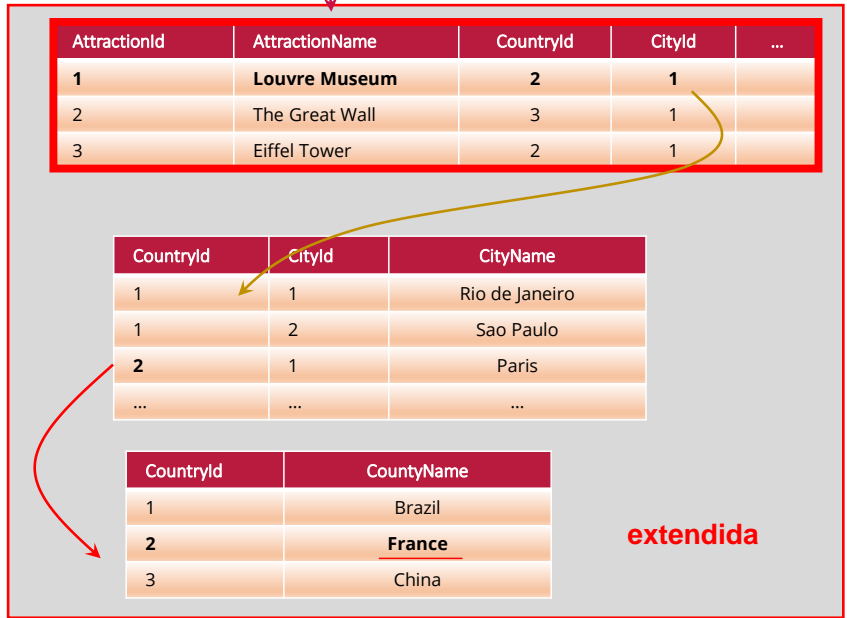 AttractionId AttractionName CountryId CityId ...
1 Louvre Museum 2 1
2 The Great Wall 3 1
3 Eiffel Tower 2 1
CountryId CityId CityName
1 1 Rio de Janeiro
1 2 Sao Paulo
2 1 Paris
... ... ...
CountryId CountyName
1 Brazil
2 France
3 China
extendida